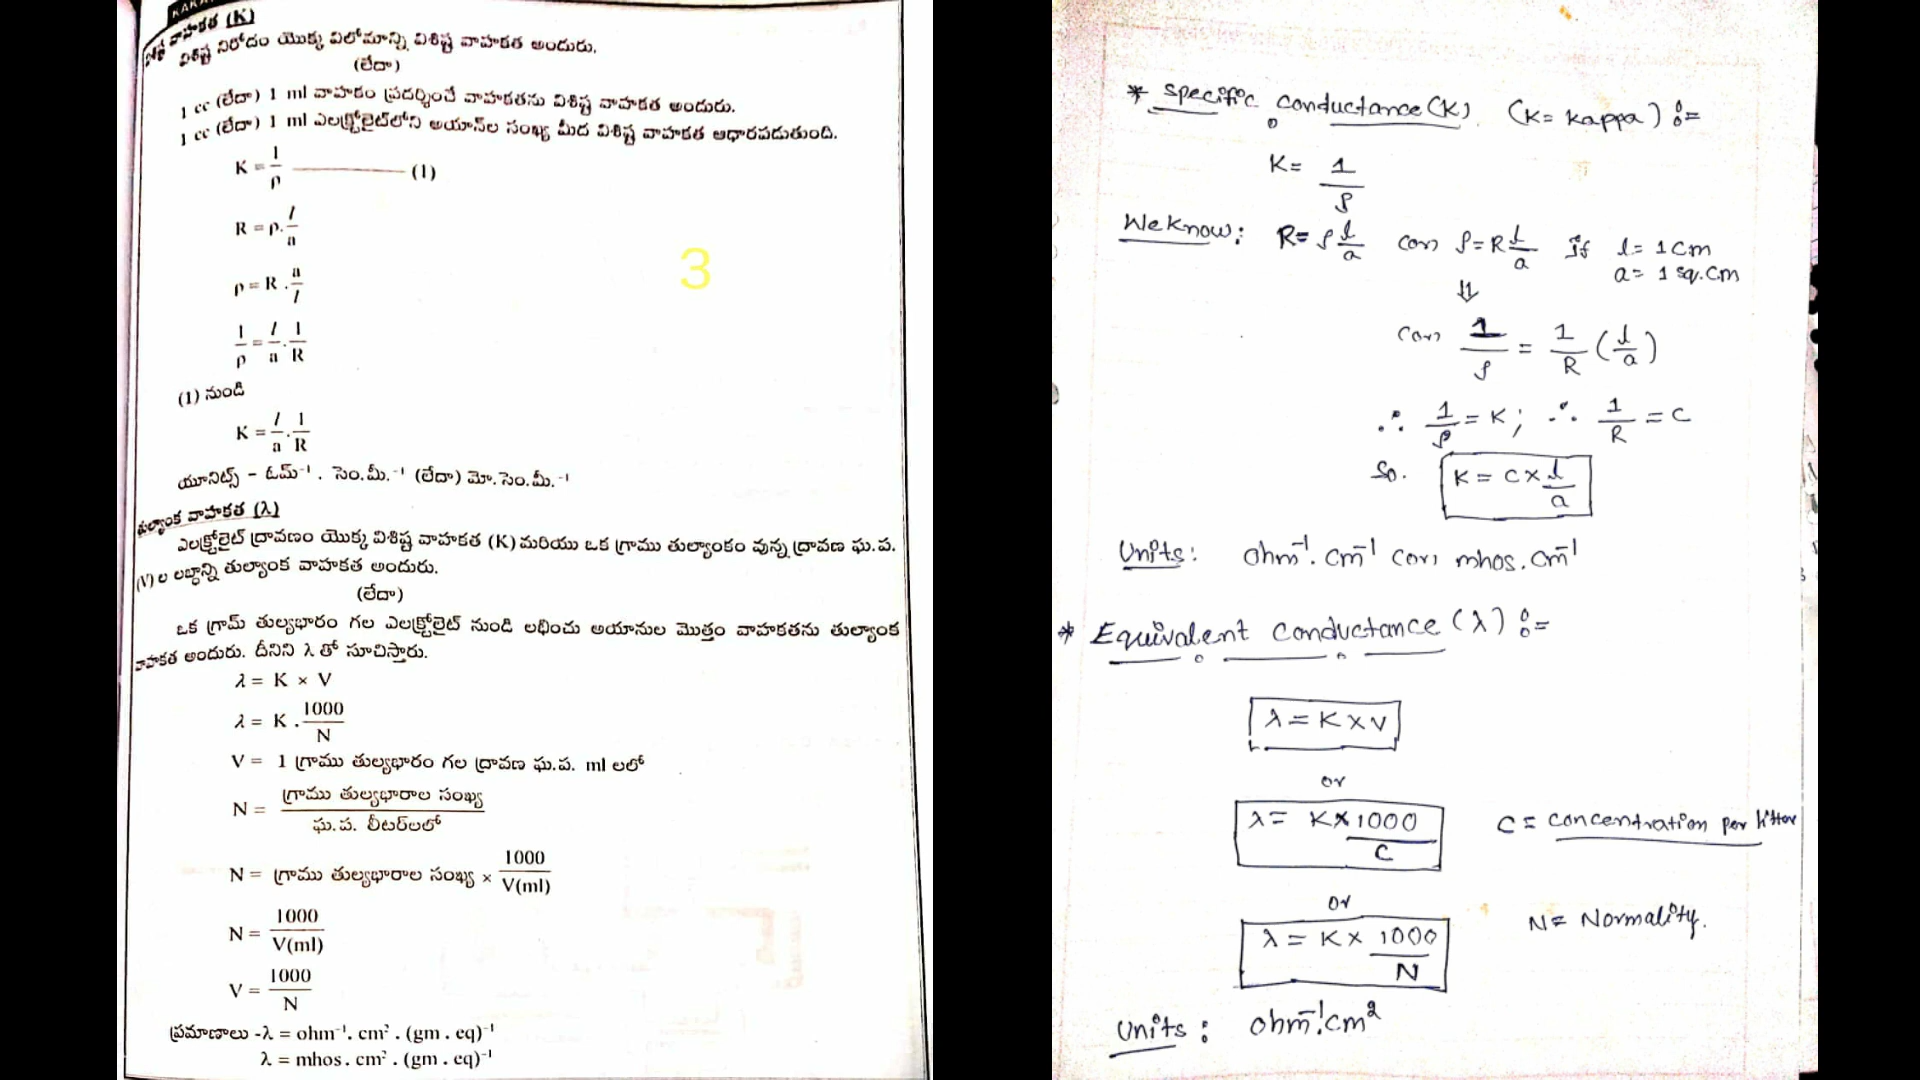 విశిష్ట వాహకత (K)
విశిష్ట నిరోదం యొక్క విలోమాన్ని విశిష్ట వాహకత అందురు.
(లేదా)
1 cc (లేదా) 1 ml వాహకం ప్రదర్శించే వాహకతను విశిష్ట వాహకత అందురు.
1 cc (లేదా) 1 ml ఎలక్ట్రోలైట్‌లోని అయాన్‌ల సంఖ్య మీద విశిష్ట వాహకత ఆధారపడుతుంది.
K = 1/ρ ———— (1)
R = ρ. l/a
ρ = R . a/l
1/ρ = l/a . 1/R
(1) నుండి
K = l/a . 1/R
యూనిట్స్ - ఓమ్⁻¹ . సెం.మీ.⁻¹ (లేదా) మో.సెం.మీ.⁻¹
తుల్యాంక వాహకత (λ)
ఎలక్ట్రోలైట్ ద్రావణం యొక్క విశిష్ట వాహకత (K) మరియు ఒక గ్రాము తుల్యాంకం వున్న ద్రావణ ఘ.ప.
(V) ల లబ్ధాన్ని తుల్యాంక వాహకత అందురు.
(లేదా)
ఒక గ్రామ్ తుల్యభారం గల ఎలక్ట్రోలైట్ నుండి లభించు అయానుల మొత్తం వాహకతను తుల్యాంక
వాహకత అందురు. దీనిని λ తో సూచిస్తారు.
λ = K × V
λ = K . 1000/N
V = 1 గ్రాము తుల్యభారం గల ద్రావణ ఘ.ప. ml లలో
N = గ్రాము తుల్యభారాల సంఖ్య / ఘ.ప. లీటర్‌లలో
N = గ్రాము తుల్యభారాల సంఖ్య × 1000/V(ml)
N = 1000/V(ml)
V = 1000/N
ప్రమాణాలు -λ = ohm⁻¹. cm² . (gm . eq)⁻¹
λ = mhos . cm² . (gm . eq)⁻¹
3
* Specific conductance (K). (K= kappa) :=
K= 1/ρ
We Know: R= ρ l/a (or) ρ = R l/a if l = 1 cm
a = 1 sq.cm
⇓
(or) 1/ρ = 1/R (l/a)
∴ 1/ρ = K; ∴ 1/R = C
So. K = C × l/a
Units: ohm⁻¹. cm⁻¹ (or) mhos. cm⁻¹
* Equivalent conductance (λ) :=
λ = K × V
or
λ = K × 1000/C C = concentration per litter
or
λ = K × 1000/N N = Normality.
Units: ohm⁻¹.cm²